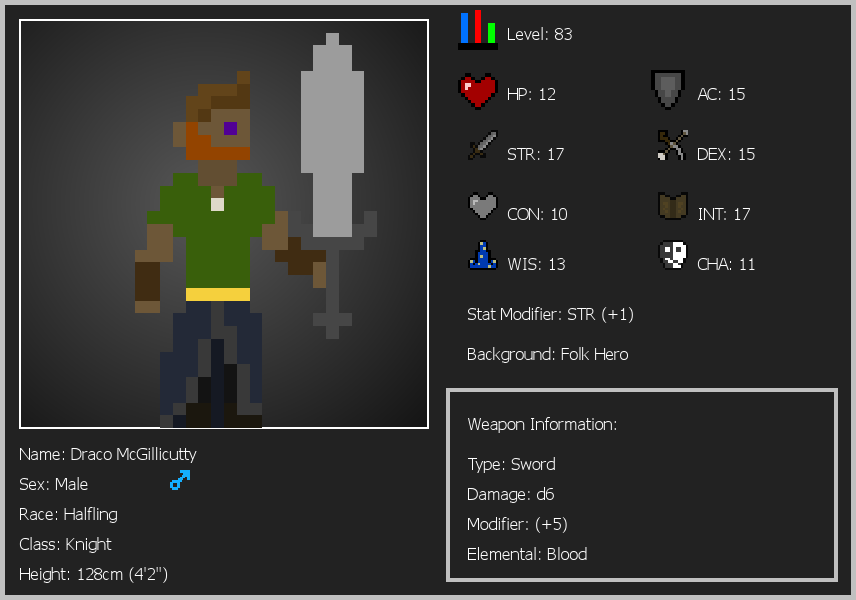 Level: 83
HP: 12
AC: 15
STR: 17
DEX: 15
CON: 10
INT: 17
WIS: 13
CHA: 11
Stat Modifier: STR (+1)
Background: Folk Hero
Weapon Information:
Type: Sword
Damage: d6
Modifier: (+5)
Elemental: Blood
Name: Draco McGillicutty
Sex: Male
Race: Halfling
Class: Knight
Height: 128cm (4'2")